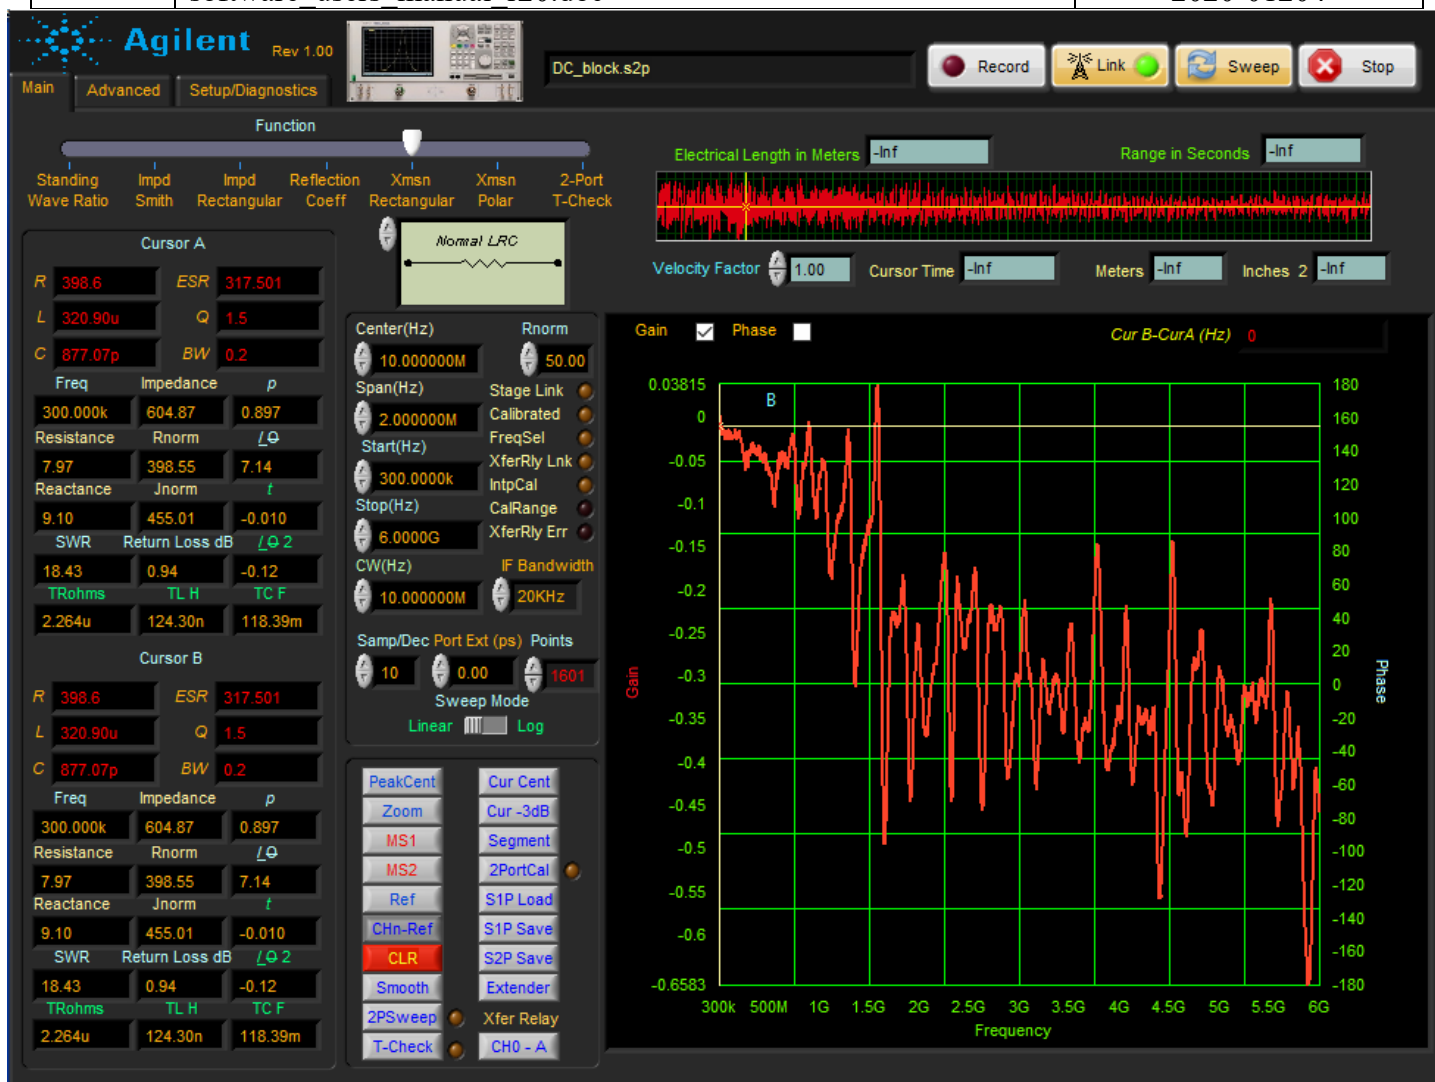 software_users_manual_r20.doc 2020-01204
Agilent Rev 1.00
DC_block.s2p
Record Link Sweep Stop
Main Advanced Setup/Diagnostics
Function
Standing Wave Ratio
Impd Smith
Impd Rectangular
Reflection Coeff
Xmsn Rectangular
Xmsn Polar
2-Port T-Check
Electrical Length in Meters -Inf Range in Seconds -Inf
Velocity Factor 1.00 Cursor Time -Inf Meters -Inf Inches 2 -Inf
Normal LRC
Cursor A
R 398.6 ESR 317.501
L 320.90u Q 1.5
C 877.07p BW 0.2
Freq Impedance p
300.000k 604.87 0.897
Resistance Rnorm / Θ
7.97 398.55 7.14
Reactance Jnorm t
9.10 455.01 -0.010
SWR Return Loss dB / Θ 2
18.43 0.94 -0.12
TRohms TL H TC F
2.264u 124.30n 118.39m
Cursor B
R 398.6 ESR 317.501
L 320.90u Q 1.5
C 877.07p BW 0.2
Freq Impedance p
300.000k 604.87 0.897
Resistance Rnorm / Θ
7.97 398.55 7.14
Reactance Jnorm t
9.10 455.01 -0.010
SWR Return Loss dB / Θ 2
18.43 0.94 -0.12
TRohms TL H TC F
2.264u 124.30n 118.39m
Center(Hz) Rnorm
10.000000M 50.00
Span(Hz) Stage Link
2.000000M Calibrated
Start(Hz) FreqSel
300.0000k XferRly Lnk
IntpCal
Stop(Hz) CalRange
6.0000G XferRly Err
CW(Hz) IF Bandwidth
10.000000M 20KHz
Samp/Dec Port Ext (ps) Points
10 0.00 1601
Sweep Mode
Linear Log
PeakCent Cur Cent
Zoom Cur -3dB
MS1 Segment
MS2 2PortCal
Ref S1P Load
CHn-Ref S1P Save
CLR S2P Save
Smooth Extender
2PSweep Xfer Relay
T-Check CH0 - A
Gain Phase Cur B-CurA (Hz) 0
B
0.03815
0
-0.05
-0.1
-0.15
-0.2
-0.25
-0.3
-0.35
-0.4
-0.45
-0.5
-0.55
-0.6
-0.6583
Gain
180
160
140
120
100
80
60
40
20
0
-20
-40
-60
-80
-100
-120
-140
-160
-180
Phase
300k 500M 1G 1.5G 2G 2.5G 3G 3.5G 4G 4.5G 5G 5.5G 6G
Frequency